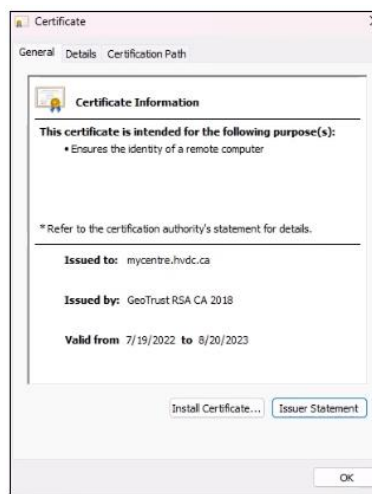 Certificate
General Details Certification Path
Certificate Information
This certificate is intended for the following purpose(s):
• Ensures the identity of a remote computer
* Refer to the certification authority's statement for details.
Issued to: mycentre.hvdc.ca
Issued by: GeoTrust RSA CA 2018
Valid from 7/19/2022 to 8/20/2023
Install Certificate... Issuer Statement
OK